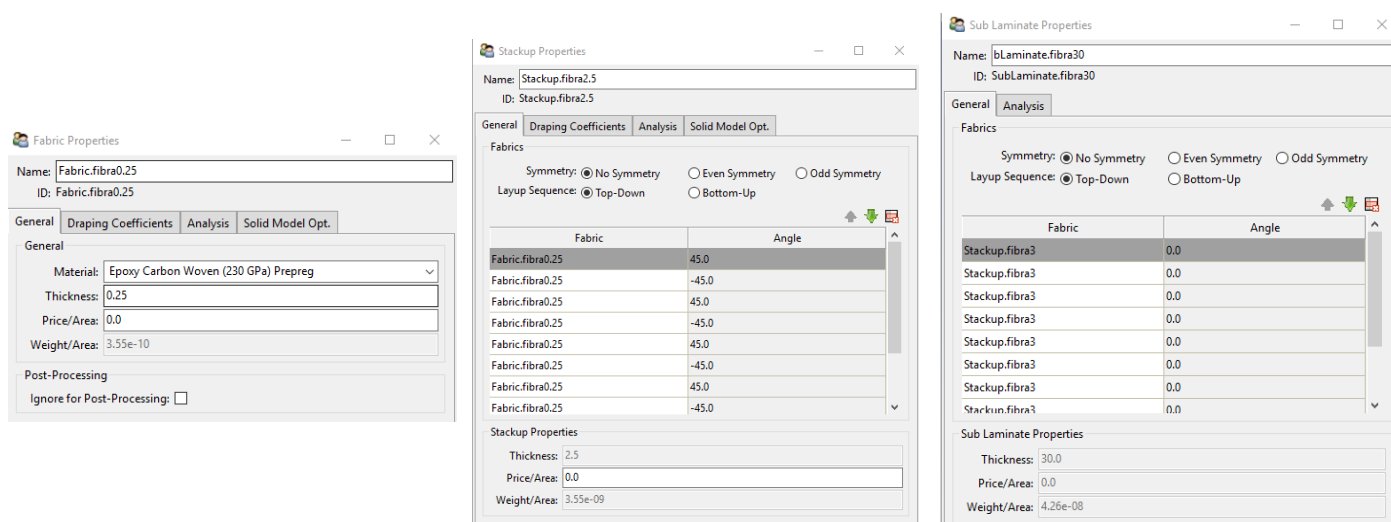 Fabric Properties
Name: Fabric.fibra0.25
ID: Fabric.fibra0.25
General Draping Coefficients Analysis Solid Model Opt.
General
Material: Epoxy Carbon Woven (230 GPa) Prepreg
Thickness: 0.25
Price/Area: 0.0
Weight/Area: 3.55e-10
Post-Processing
Ignore for Post-Processing:
Stackup Properties
Name: Stackup.fibra2.5
ID: Stackup.fibra2.5
General Draping Coefficients Analysis Solid Model Opt.
Fabrics
Symmetry: No Symmetry Even Symmetry Odd Symmetry
Layup Sequence: Top-Down Bottom-Up
Fabric Angle
Fabric.fibra0.25 45.0
Fabric.fibra0.25 -45.0
Fabric.fibra0.25 45.0
Fabric.fibra0.25 -45.0
Fabric.fibra0.25 45.0
Fabric.fibra0.25 -45.0
Fabric.fibra0.25 45.0
Fabric.fibra0.25 -45.0
Stackup Properties
Thickness: 2.5
Price/Area: 0.0
Weight/Area: 3.55e-09
Sub Laminate Properties
Name: bLaminate.fibra30
ID: SubLaminate.fibra30
General Analysis
Fabrics
Symmetry: No Symmetry Even Symmetry Odd Symmetry
Layup Sequence: Top-Down Bottom-Up
Fabric Angle
Stackup.fibra3 0.0
Stackup.fibra3 0.0
Stackup.fibra3 0.0
Stackup.fibra3 0.0
Stackup.fibra3 0.0
Stackup.fibra3 0.0
Stackup.fibra3 0.0
Stackup.fibra3 0.0
Sub Laminate Properties
Thickness: 30.0
Price/Area: 0.0
Weight/Area: 4.26e-08